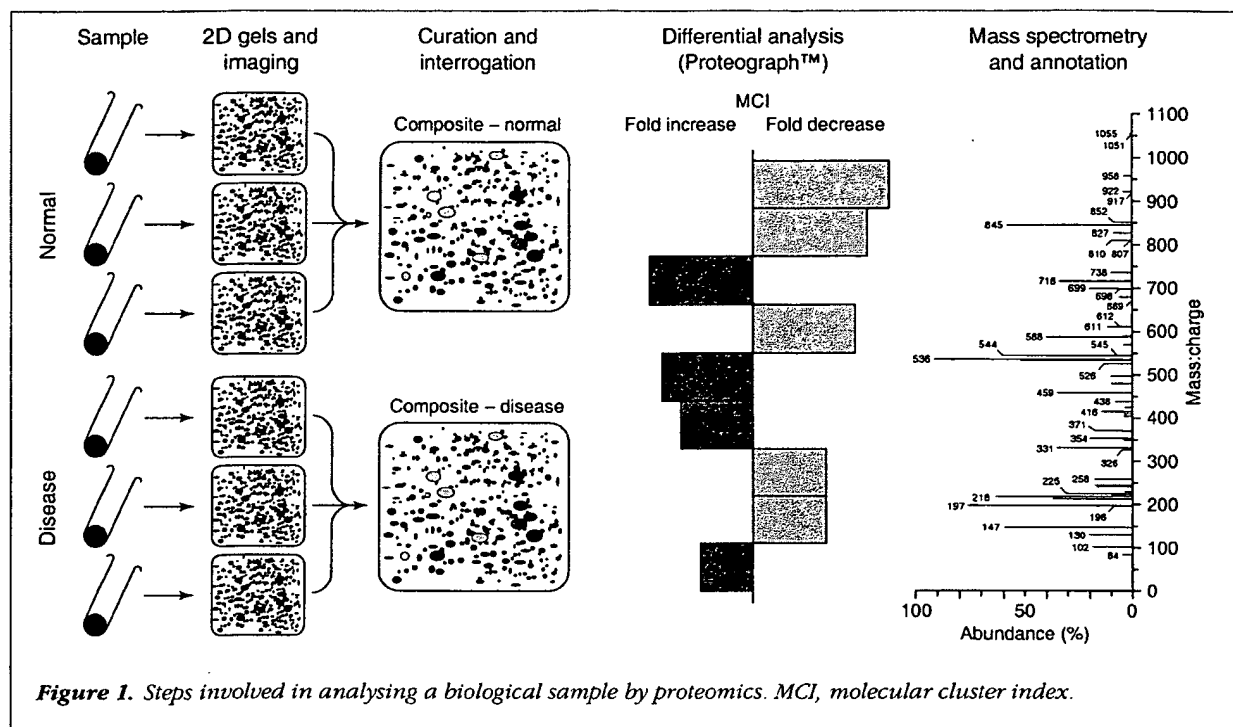 Sample
2D gels and
imaging
Curation and
interrogation
Differential analysis
(Proteograph™)
Mass spectrometry
and annotation
Normal
Disease
Composite – normal
Composite – disease
MCI
Fold increase
Fold decrease
1100
1000
900
800
700
600
500
400
300
200
100
0
Mass:charge
1055
1051
958
922
917
852
845
827
810
807
738
718
699
698
669
612
611
588
545
544
536
526
459
438
416
371
354
331
326
258
225
218
197
196
147
130
102
84
100
50
0
Abundance (%)
Figure 1. Steps involved in analysing a biological sample by proteomics. MCI, molecular cluster index.